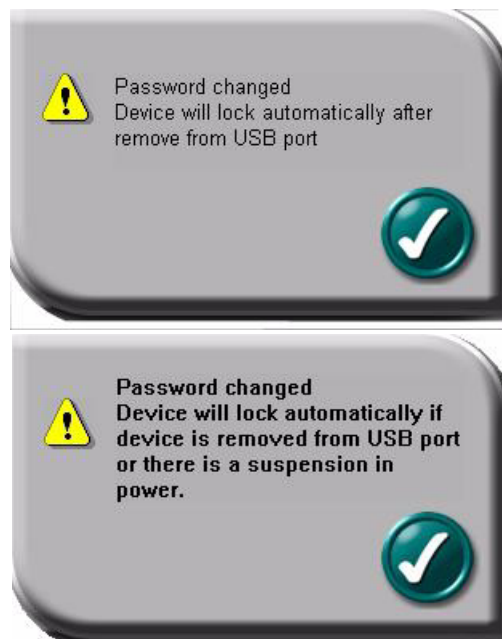 Password changed
Device will lock automatically after
remove from USB port
Password changed
Device will lock automatically if
device is removed from USB port
or there is a suspension in
power.